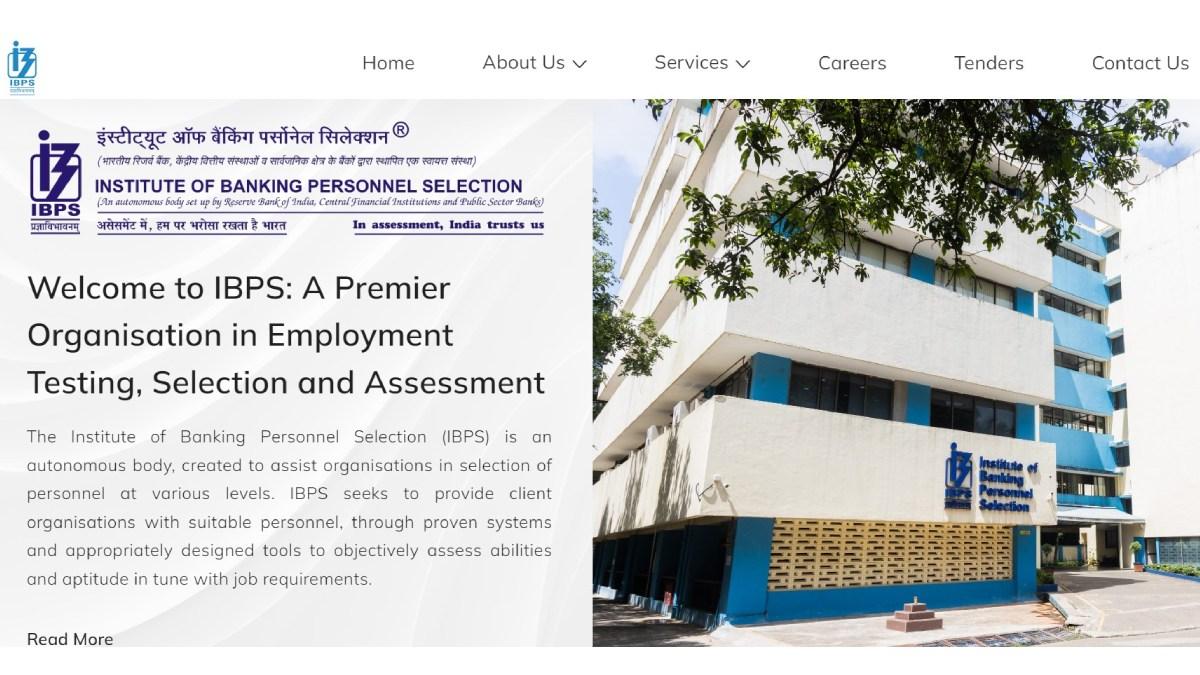 IBPS
Home About Us Services Careers Tenders Contact Us
इंस्टीट्यूट ऑफ बैंकिंग पर्सोनेल सिलेक्शन ®
(भारतीय रिजर्व बैंक, केंद्रीय वित्तीय संस्थाओं व सार्वजनिक क्षेत्र के बैंकों द्वारा स्थापित एक स्वायत्त संस्था)
INSTITUTE OF BANKING PERSONNEL SELECTION
(An autonomous body set up by Reserve Bank of India, Central Financial Institutions and Public Sector Banks)
IBPS
प्रज्ञाविभावनम्
असेसमेंट में, हम पर भरोसा रखता है भारत In assessment, India trusts us
Welcome to IBPS: A Premier
Organisation in Employment
Testing, Selection and Assessment
The Institute of Banking Personnel Selection (IBPS) is an
autonomous body, created to assist organisations in selection of
personnel at various levels. IBPS seeks to provide client
organisations with suitable personnel, through proven systems
and appropriately designed tools to objectively assess abilities
and aptitude in tune with job requirements.
Read More
Institute of
Banking
Personnel
Selection
IBPS